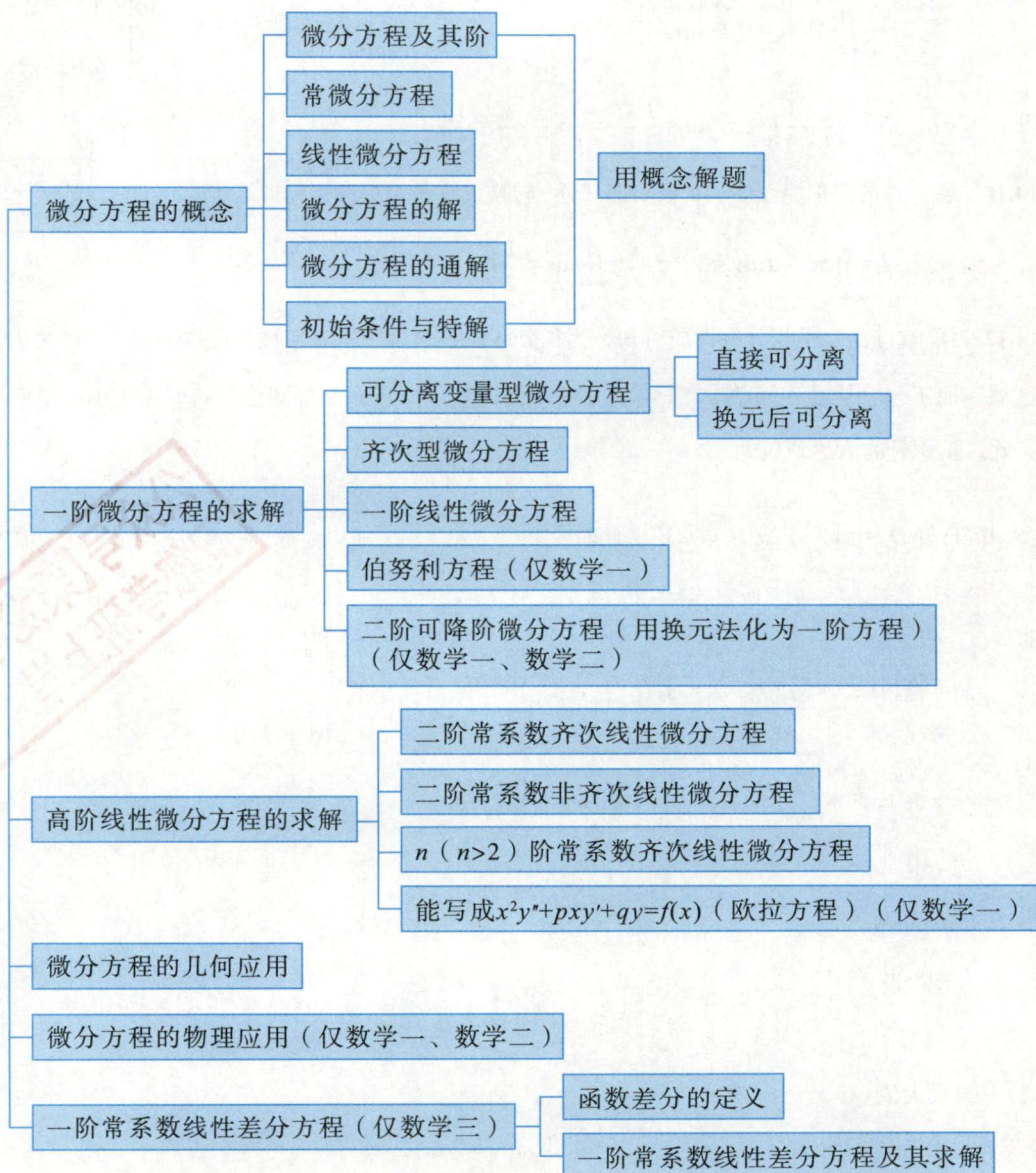 微分方程及其阶
常微分方程
线性微分方程
用概念解题
微分方程的概念
微分方程的解
微分方程的通解
初始条件与特解
直接可分离
可分离变量型微分方程
换元后可分离
齐次型微分方程
一阶微分方程的求解
一阶线性微分方程
伯努利方程（仅数学一）
二阶可降阶微分方程（用换元法化为一阶方程）
（仅数学一、数学二）
二阶常系数齐次线性微分方程
二阶常系数非齐次线性微分方程
高阶线性微分方程的求解
n（n>2）阶常系数齐次线性微分方程
能写成x²y″+pxy′+qy=f(x)（欧拉方程）（仅数学一）
微分方程的几何应用
微分方程的物理应用（仅数学一、数学二）
函数差分的定义
一阶常系数线性差分方程（仅数学三）
一阶常系数线性差分方程及其求解